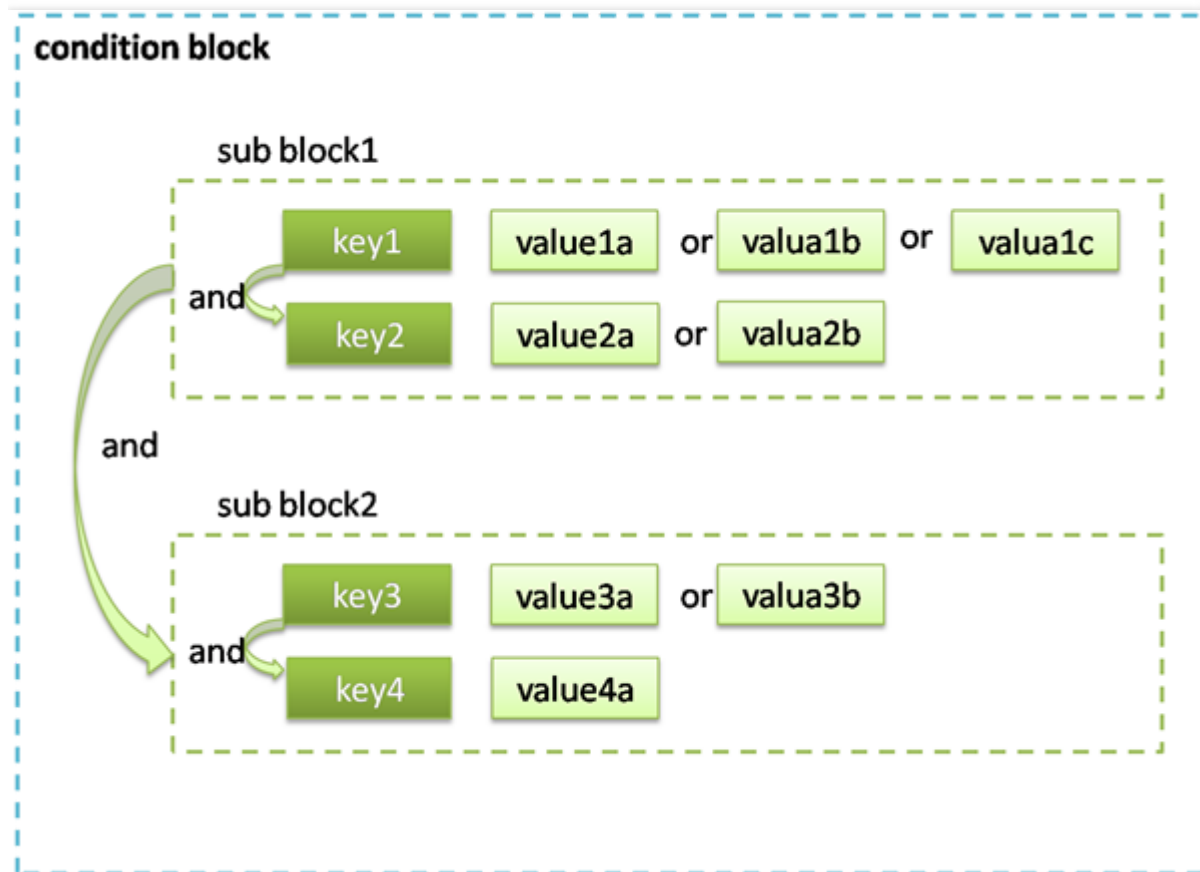 condition block
sub block1
key1 value1a or valua1b or valua1c
and
key2 value2a or valua2b
and
sub block2
key3 value3a or valua3b
and
key4 value4a